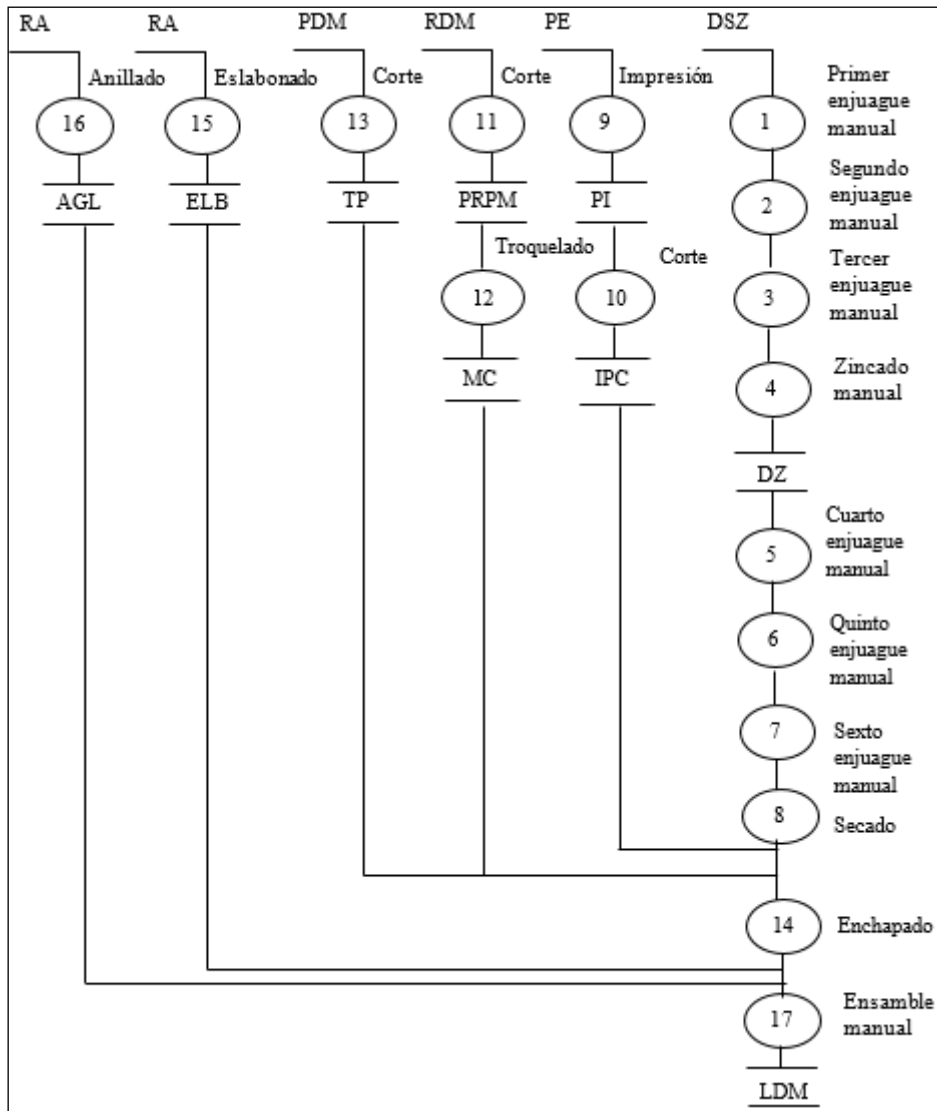 RA
RA
PDM
RDM
PE
DSZ
Anillado
Eslabonado
Corte
Corte
Impresión
Primer
enjuague
manual
16
15
13
11
9
1
AGL
ELB
TP
PRPM
PI
Segundo
enjuague
manual
2
Troquelado
Corte
Tercer
enjuague
manual
12
10
3
MC
IPC
Zincado
manual
4
DZ
Cuarto
enjuague
manual
5
Quinto
enjuague
manual
6
Sexto
enjuague
manual
7
8
Secado
14
Enchapado
Ensamble
manual
17
LDM